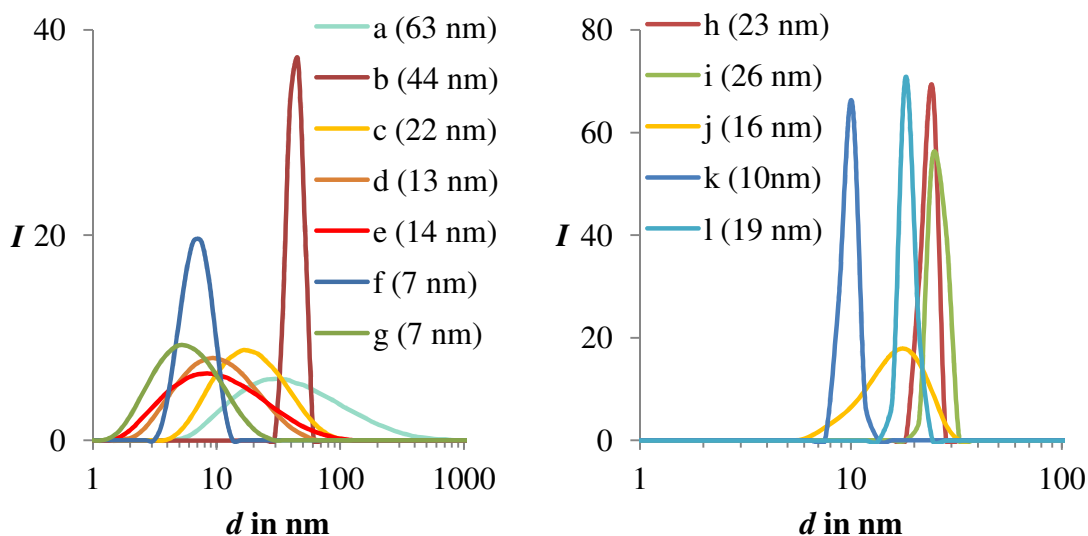 40
20
0
I
a (63 nm)
b (44 nm)
c (22 nm)
d (13 nm)
e (14 nm)
f (7 nm)
g (7 nm)
1
10
100
1000
d in nm
80
60
40
20
0
I
h (23 nm)
i (26 nm)
j (16 nm)
k (10nm)
l (19 nm)
1
10
100
d in nm